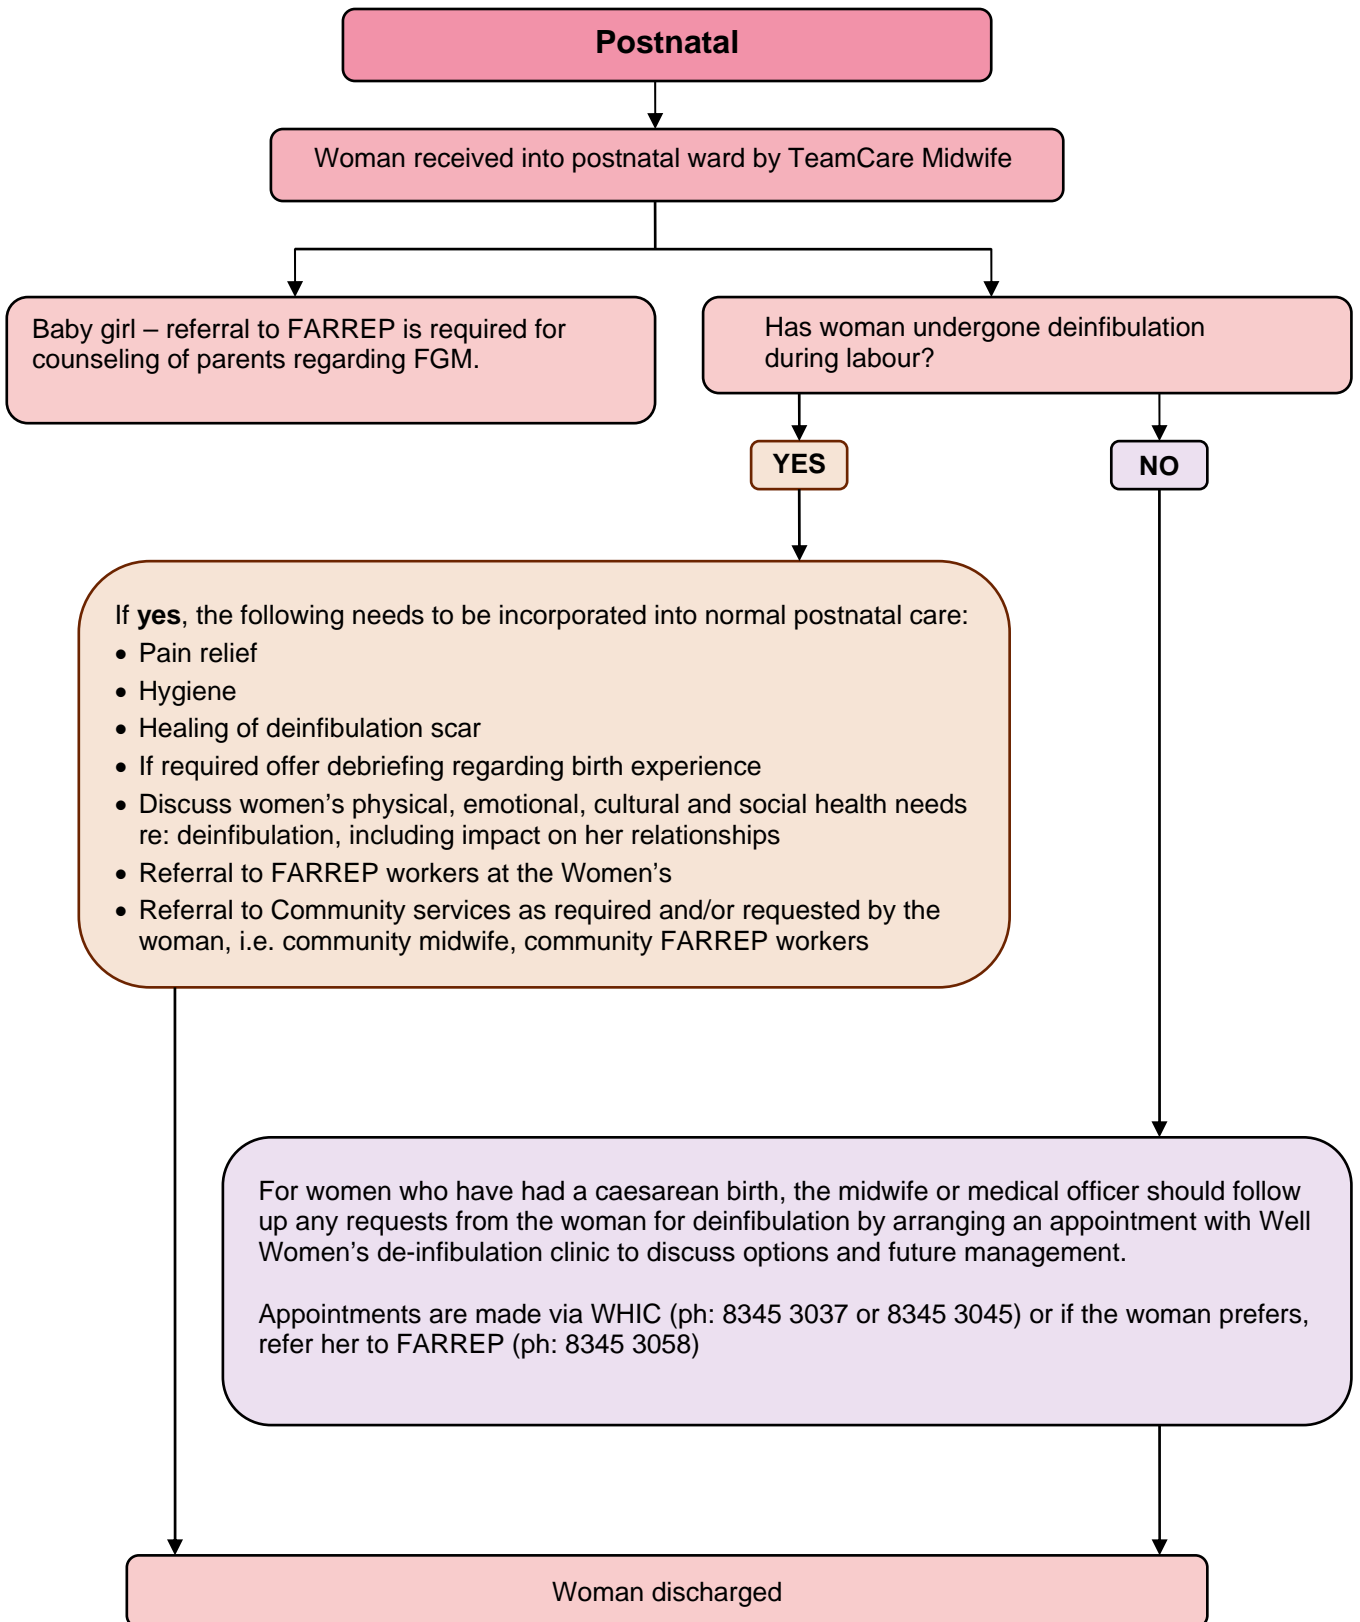 Postnatal
Woman received into postnatal ward by TeamCare Midwife
Baby girl – referral to FARREP is required for
counseling of parents regarding FGM.
Has woman undergone deinfibulation
during labour?
YES
NO
If yes, the following needs to be incorporated into normal postnatal care:
• Pain relief
• Hygiene
• Healing of deinfibulation scar
• If required offer debriefing regarding birth experience
• Discuss women's physical, emotional, cultural and social health needs
re: deinfibulation, including impact on her relationships
• Referral to FARREP workers at the Women's
• Referral to Community services as required and/or requested by the
woman, i.e. community midwife, community FARREP workers
For women who have had a caesarean birth, the midwife or medical officer should follow
up any requests from the woman for deinfibulation by arranging an appointment with Well
Women's de-infibulation clinic to discuss options and future management.
Appointments are made via WHIC (ph: 8345 3037 or 8345 3045) or if the woman prefers,
refer her to FARREP (ph: 8345 3058)
Woman discharged